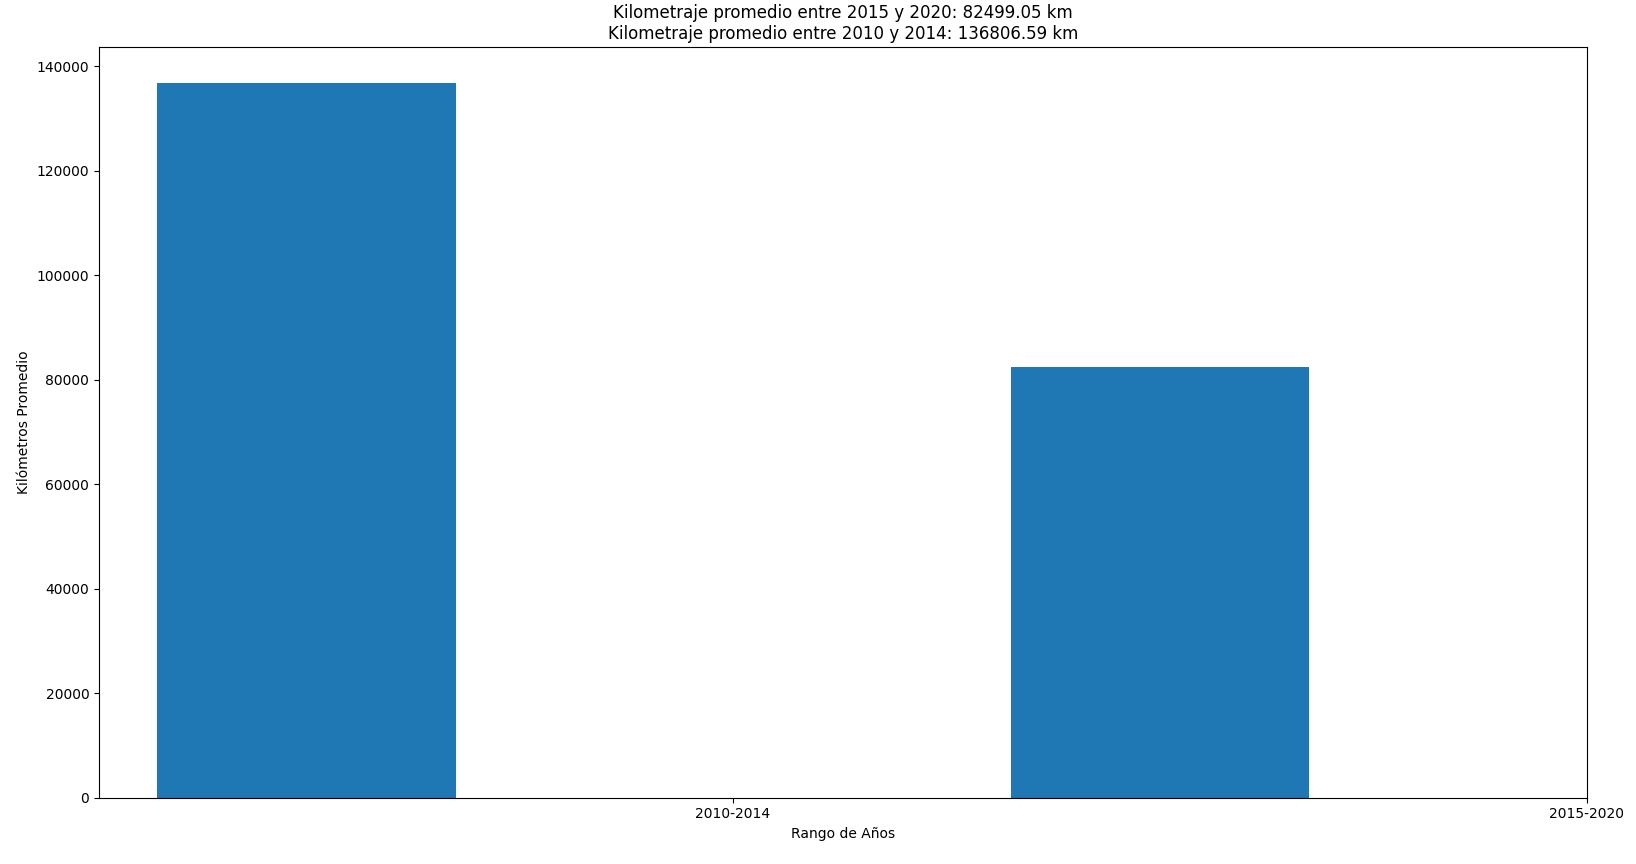 Kilometraje promedio entre 2015 y 2020: 82499.05 km
Kilometraje promedio entre 2010 y 2014: 136806.59 km
140000
120000
100000
80000
60000
40000
20000
0
Kilómetros Promedio
2010-2014
2015-2020
Rango de Años